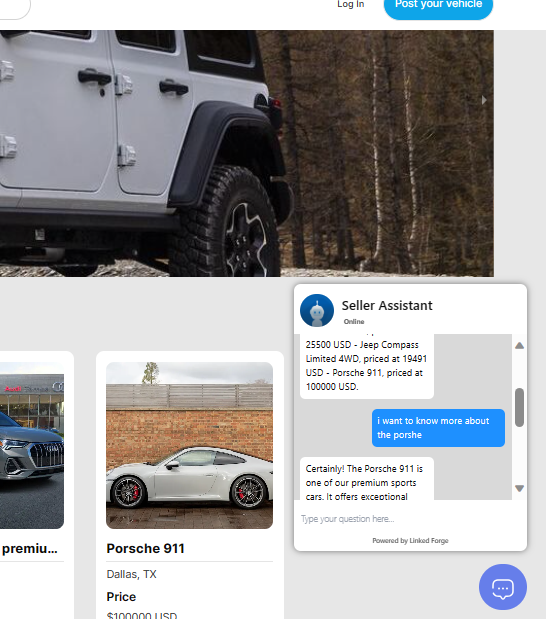 Log In
Post your vehicle
Seller Assistant
Online
25500 USD - Jeep Compass
Limited 4WD, priced at 19491
USD - Porsche 911, priced at
100000 USD.
i want to know more about
the porshe
Certainly! The Porsche 911 is
one of our premium sports
cars. It offers exceptional
Type your question here...
Powered by Linked Forge
premiu...
Porsche 911
Dallas, TX
Price
$100000 USD